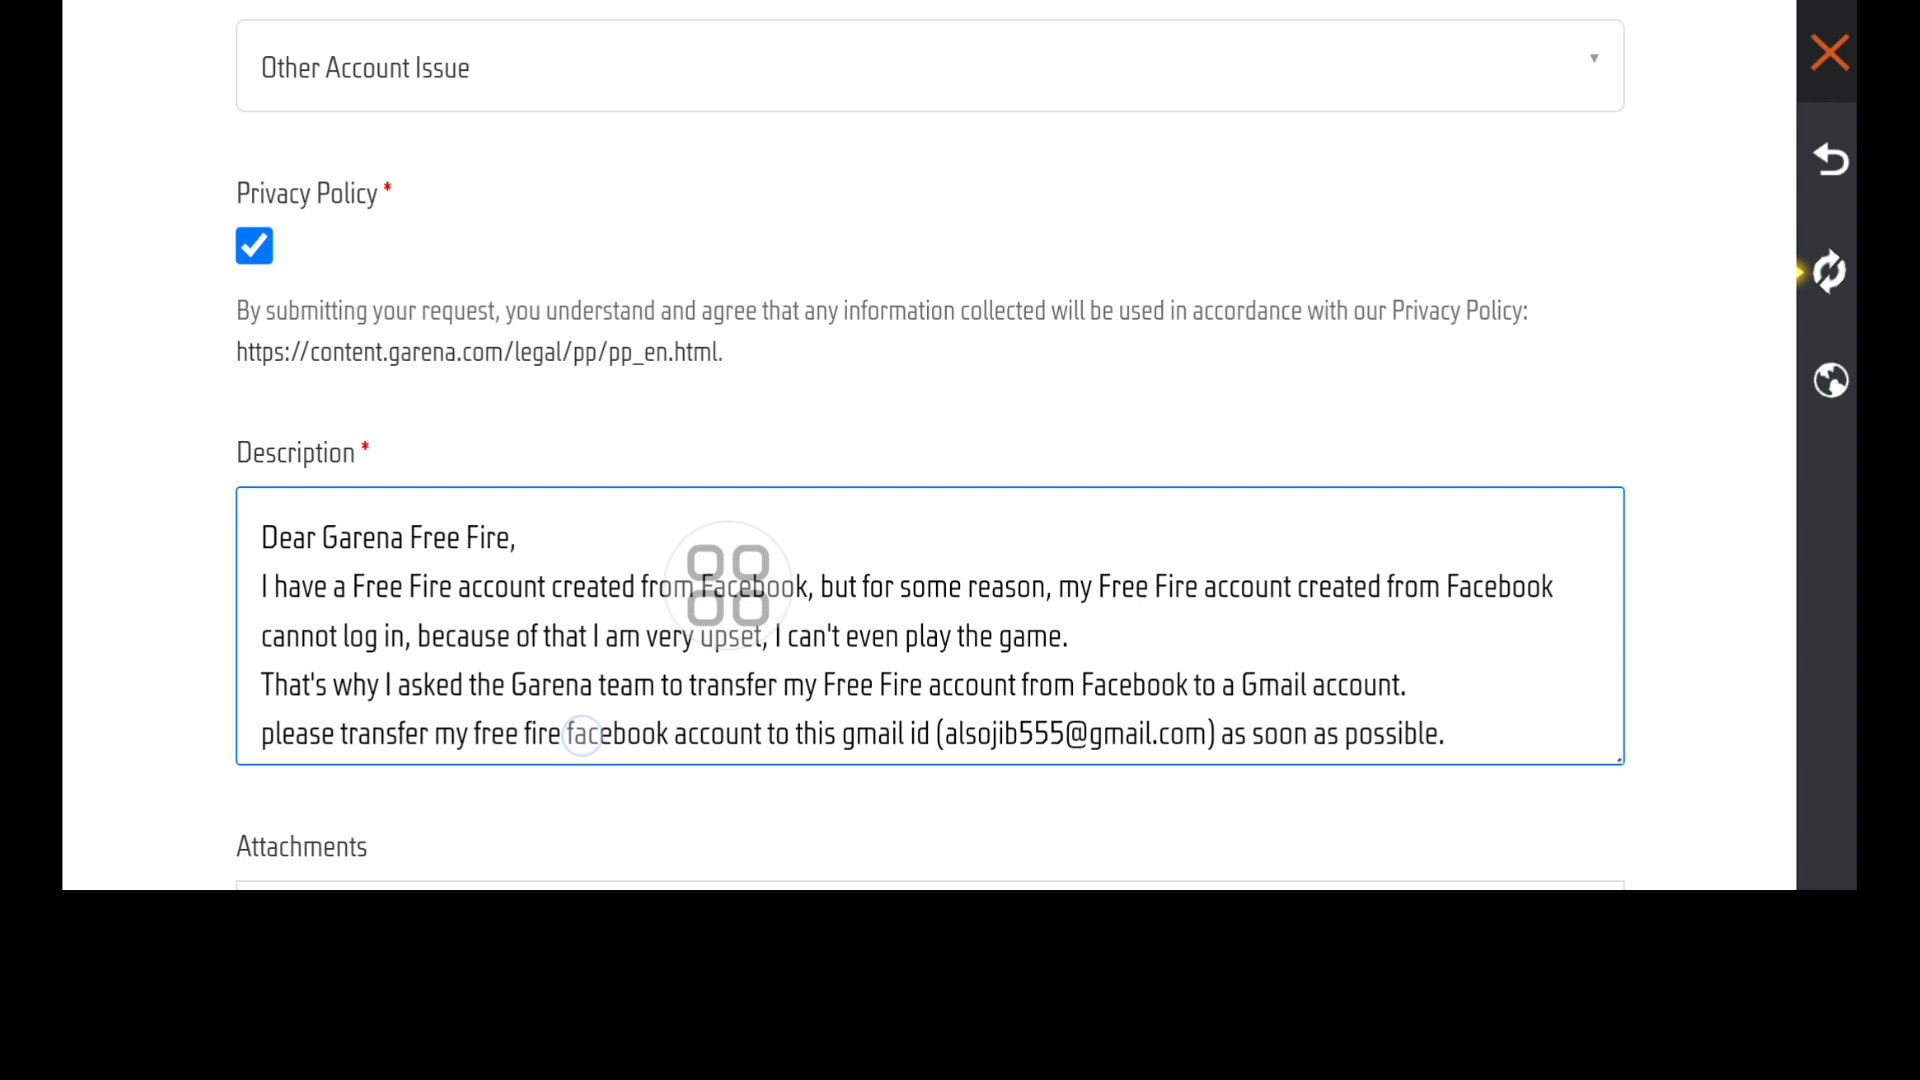 Other Account Issue
Privacy Policy *
By submitting your request, you understand and agree that any information collected will be used in accordance with our Privacy Policy:
https://content.garena.com/legal/pp/pp_en.html.
Description *
Dear Garena Free Fire,
I have a Free Fire account created from Facebook, but for some reason, my Free Fire account created from Facebook
cannot log in, because of that I am very upset, I can't even play the game.
That's why I asked the Garena team to transfer my Free Fire account from Facebook to a Gmail account.
please transfer my free fire facebook account to this gmail id (alsojib555@gmail.com) as soon as possible.
Attachments